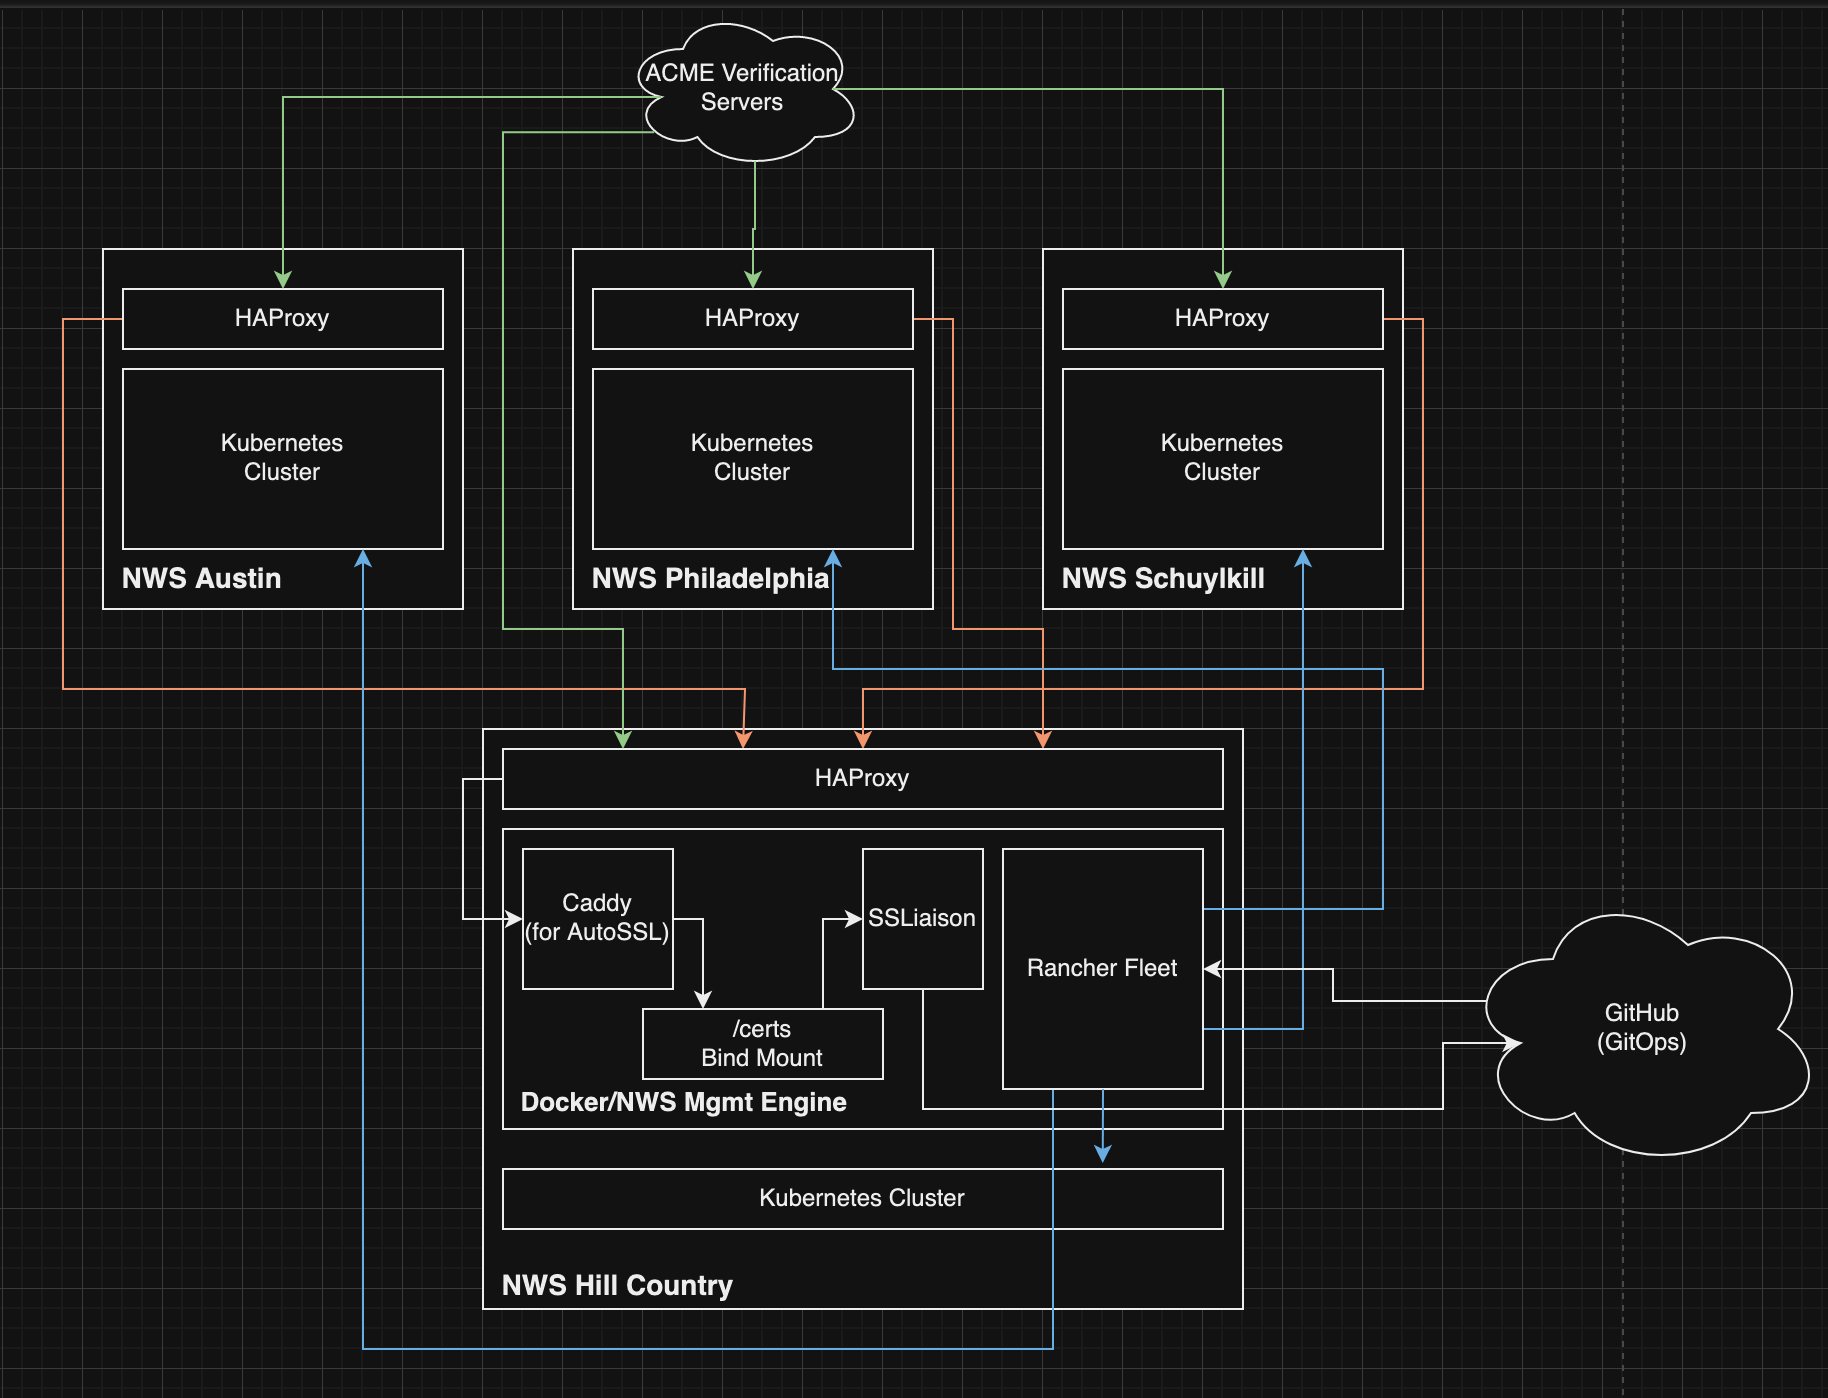 ACME Verification
Servers
HAProxy
HAProxy
HAProxy
Kubernetes
Cluster
Kubernetes
Cluster
Kubernetes
Cluster
NWS Austin
NWS Philadelphia
NWS Schuylkill
HAProxy
Caddy
(for AutoSSL)
SSLiaison
Rancher Fleet
/certs
Bind Mount
Docker/NWS Mgmt Engine
GitHub
(GitOps)
Kubernetes Cluster
NWS Hill Country